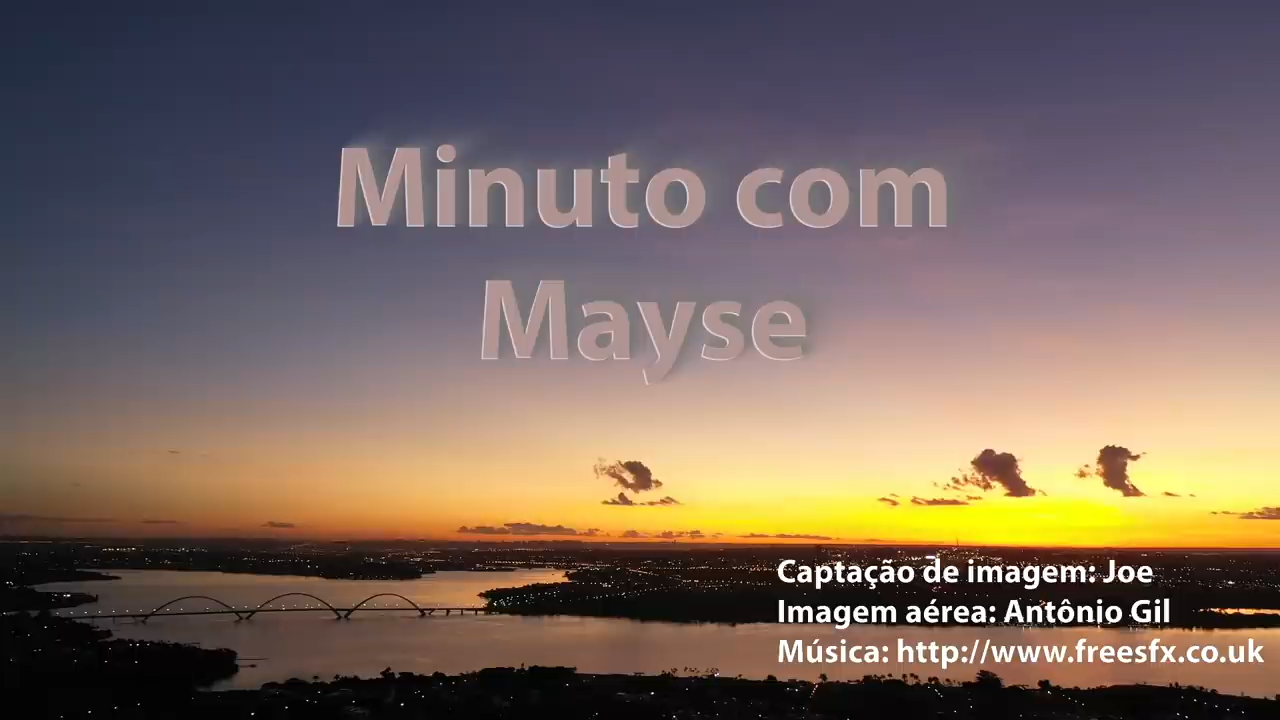 Minuto com
Mayse
Captação de imagem: Joe
Imagem aérea: Antônio Gil
Música: http://www.freesfx.co.uk